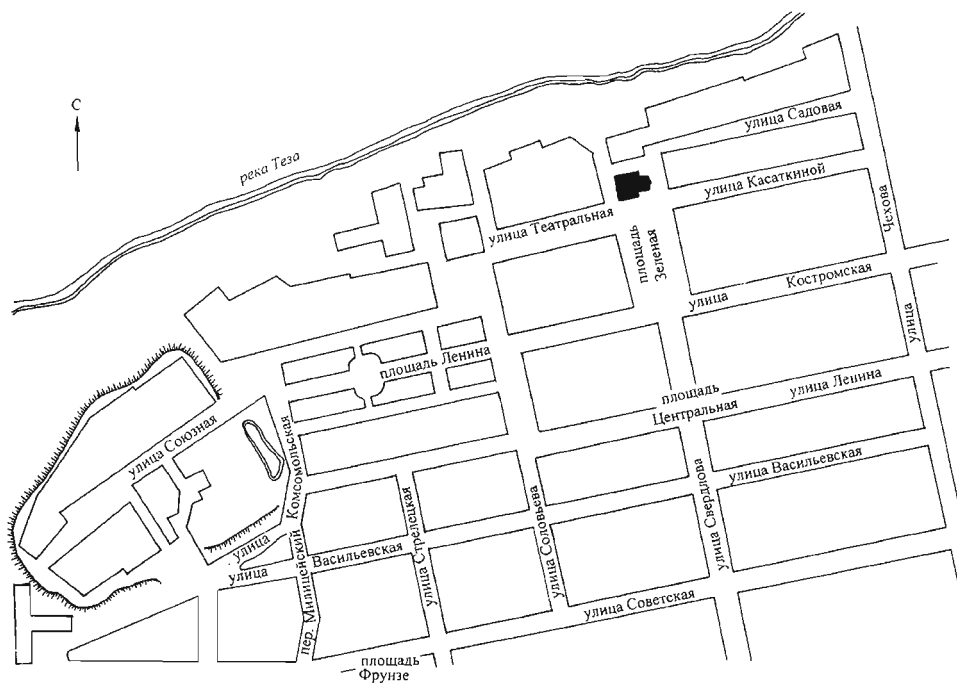 С
река Теза
улица Садовая
улица Касаткиной
улица Театральная
площадь
Зеленая
Чехова
улица
улица Костромская
площадь Ленина
площадь
Центральная
улица Ленина
улица Союзная
Комсомольская
улица
улица Васильевская
улица Васильевская
пер. Милицейский
улица Стрелецкая
улица Соловьева
улица Свердлова
улица Советская
площадь
Фрунзе